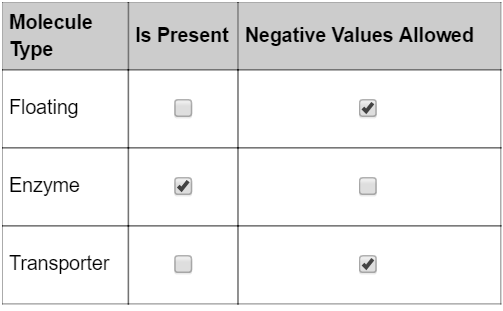 Molecule
Type
Is Present
Negative Values Allowed
Floating
Enzyme
Transporter